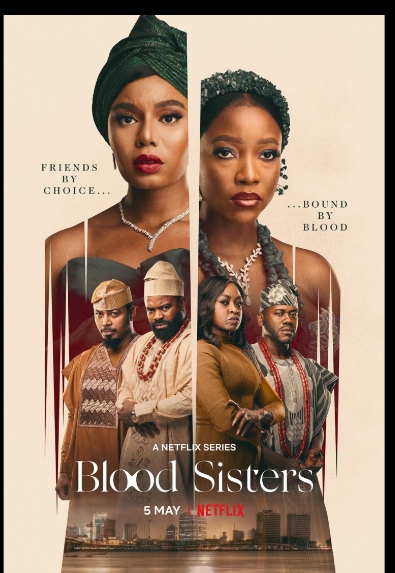 FRIENDS
BY
CHOICE...
...BOUND
BY
BLOOD
A NETFLIX SERIES
Blood Sisters
5 MAY | NETFLIX